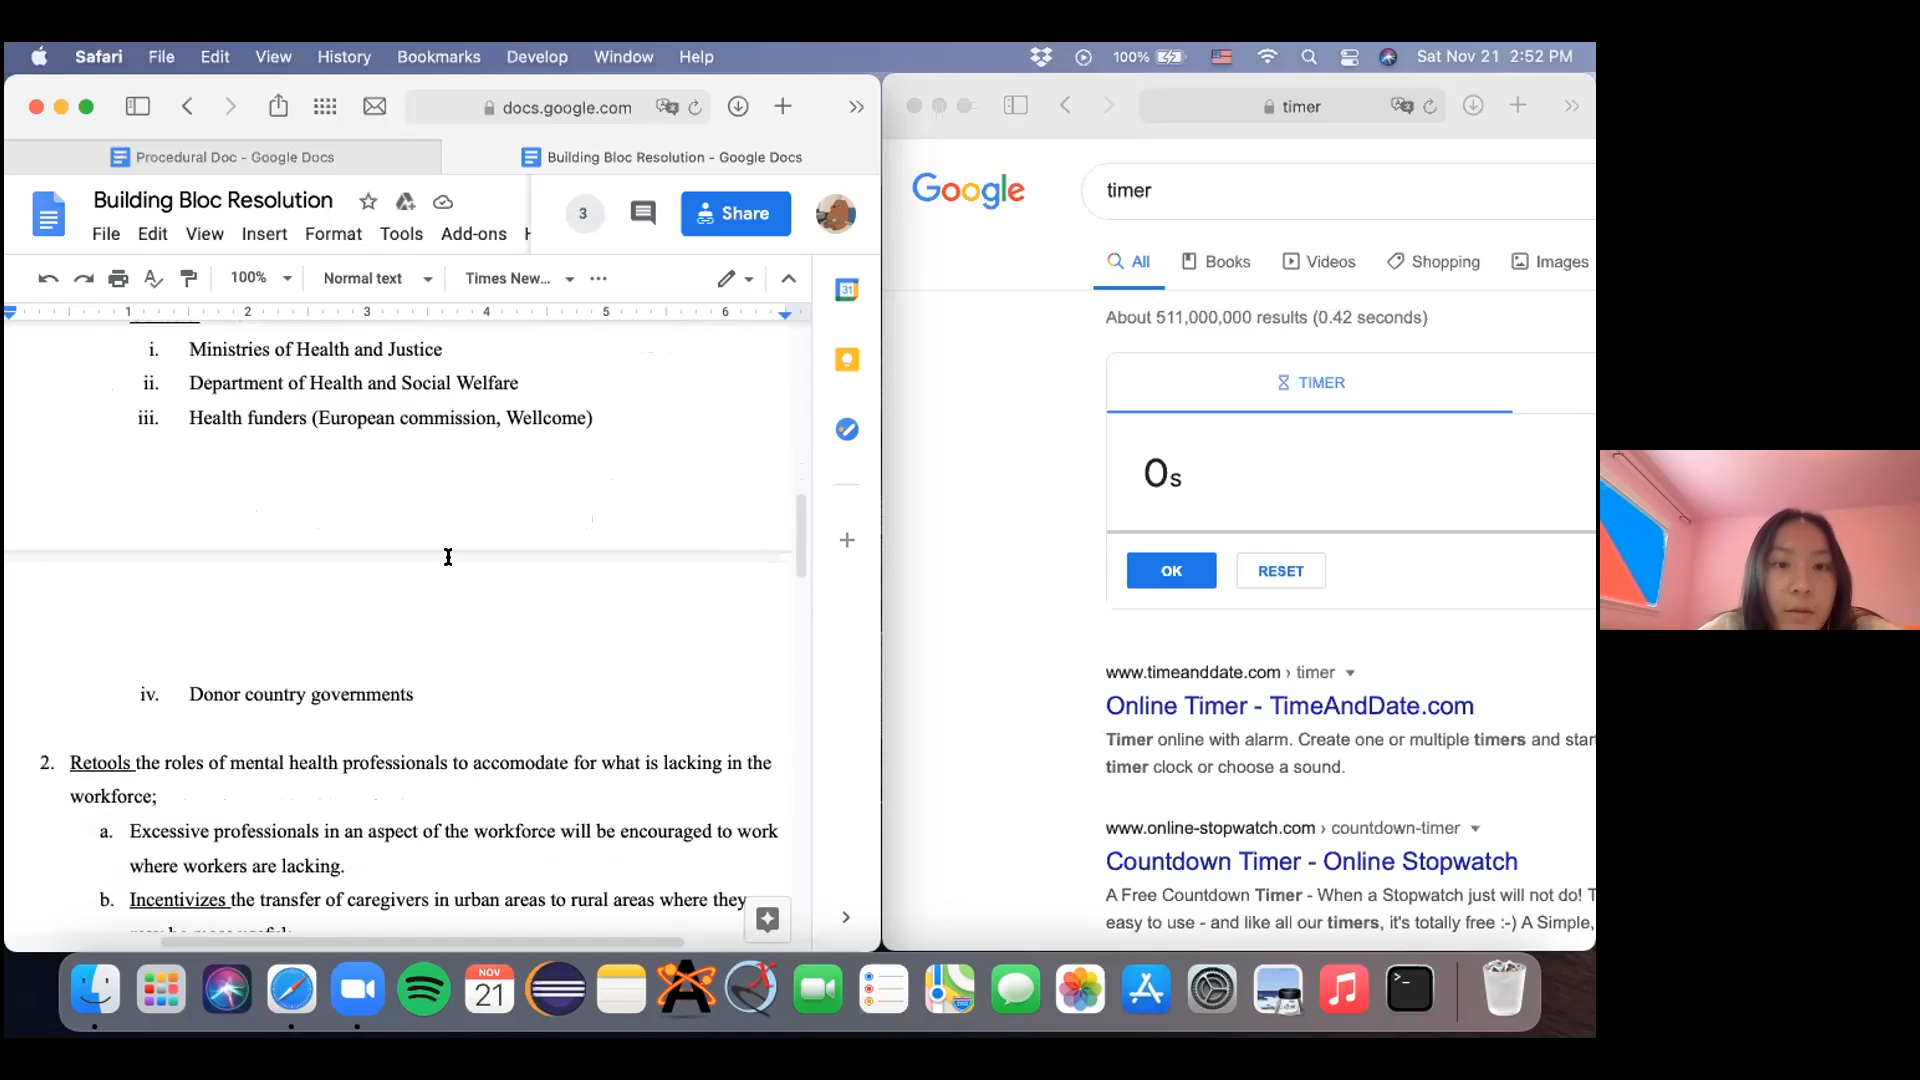 Safari File Edit View History Bookmarks Develop Window Help
100% Sat Nov 21 2:52 PM
docs.google.com
Procedural Doc - Google Docs
Building Bloc Resolution - Google Docs
Building Bloc Resolution
3
Share
File Edit View Insert Format Tools Add-ons
100% Normal text Times New...
1 2 3 4 5 6
31
i. Ministries of Health and Justice
ii. Department of Health and Social Welfare
iii. Health funders (European commission, Wellcome)
iv. Donor country governments
2. Retools the roles of mental health professionals to accomodate for what is lacking in the
workforce;
a. Excessive professionals in an aspect of the workforce will be encouraged to work
where workers are lacking.
b. Incentivizes the transfer of caregivers in urban areas to rural areas where they
timer
Google
timer
All Books Videos Shopping Images
About 511,000,000 results (0.42 seconds)
TIMER
0s
OK RESET
www.timeanddate.com › timer
Online Timer - TimeAndDate.com
Timer online with alarm. Create one or multiple timers and start
timer clock or choose a sound.
www.online-stopwatch.com › countdown-timer
Countdown Timer - Online Stopwatch
A Free Countdown Timer - When a Stopwatch just will not do!
easy to use - and like all our timers, it's totally free :-) A Simple,
NOV
21